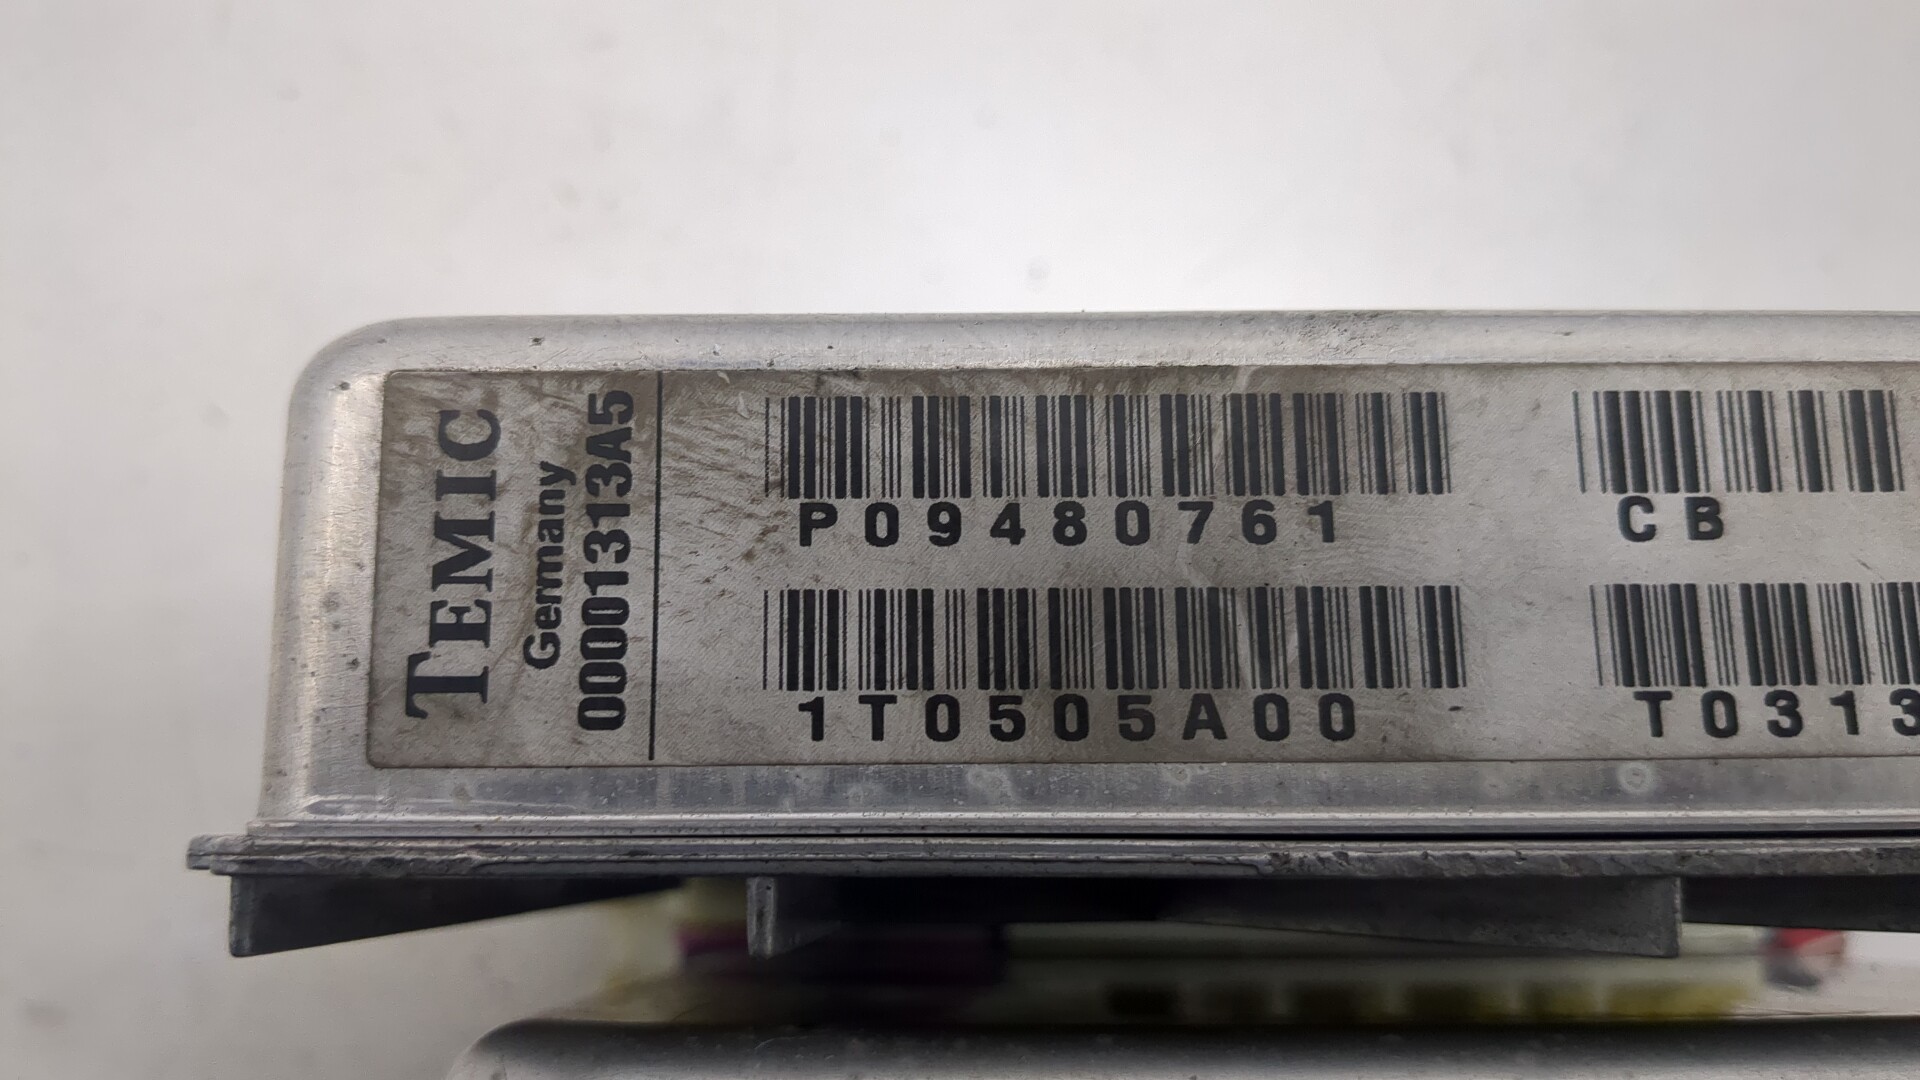 TEMIC
Germany
00001313A5
P09480761
CB
1T0505A00
T0313